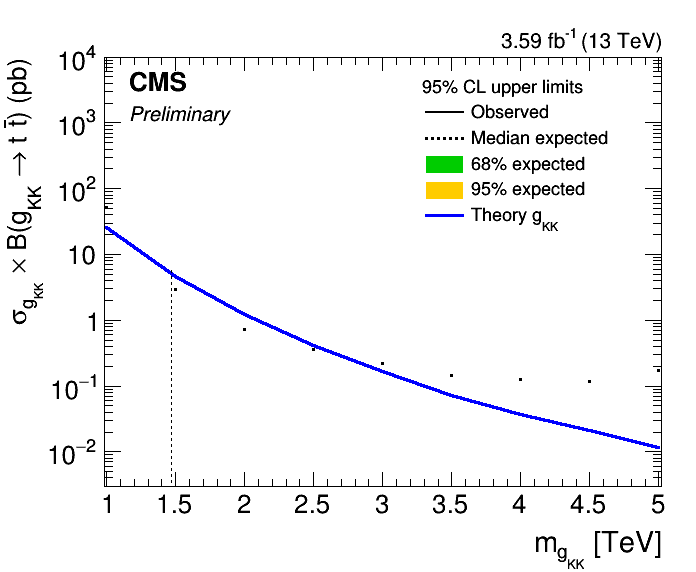 3.59 fb⁻¹ (13 TeV)
CMS
Preliminary
95% CL upper limits
Observed
Median expected
68% expected
95% expected
Theory g_KK
σ_g_KK × B(g_KK → t t̄) (pb)
10⁴
10³
10²
10
1
10⁻¹
10⁻²
1 1.5 2 2.5 3 3.5 4 4.5 5
m_g_KK [TeV]